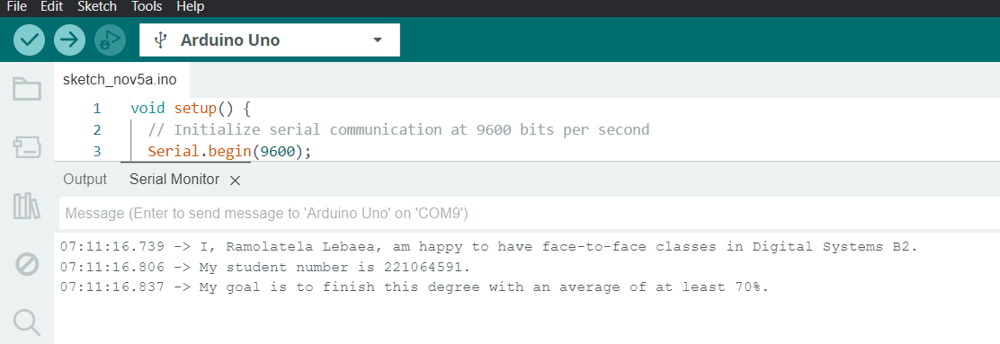 File Edit Sketch Tools Help
Arduino Uno
sketch_nov5a.ino
1 void setup() {
2 // Initialize serial communication at 9600 bits per second
3 Serial.begin(9600);
Output Serial Monitor
Message (Enter to send message to 'Arduino Uno' on 'COM9')
07:11:16.739 -> I, Ramolatela Lebaea, am happy to have face-to-face classes in Digital Systems B2.
07:11:16.806 -> My student number is 221064591.
07:11:16.837 -> My goal is to finish this degree with an average of at least 70%.